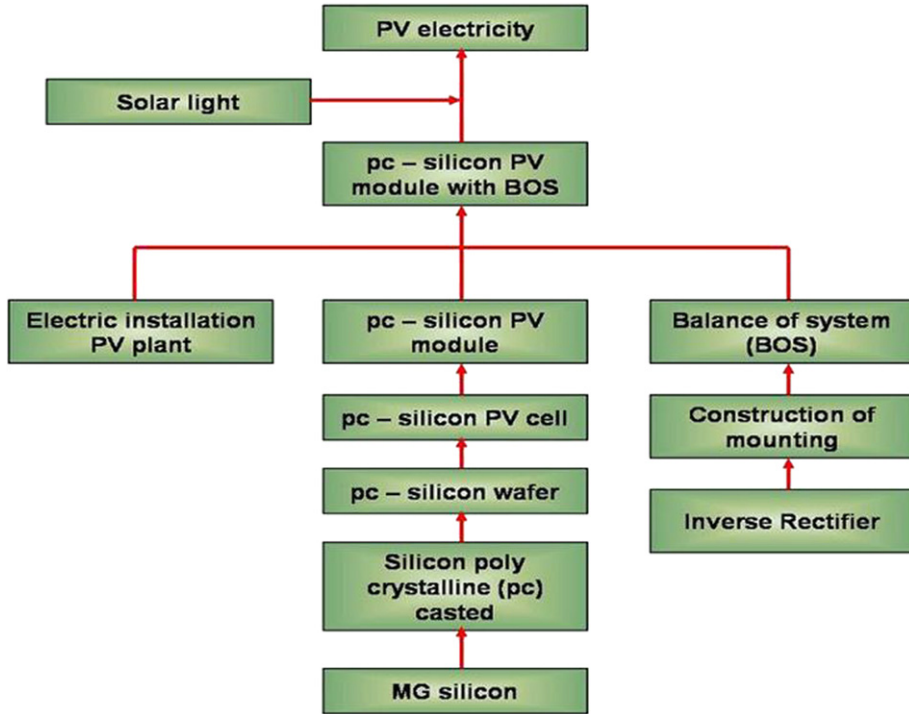 PV electricity
Solar light
pc – silicon PV
module with BOS
Electric installation
PV plant
pc – silicon PV
module
Balance of system
(BOS)
pc – silicon PV cell
Construction of
mounting
pc – silicon wafer
Inverse Rectifier
Silicon poly
crystalline (pc)
casted
MG silicon